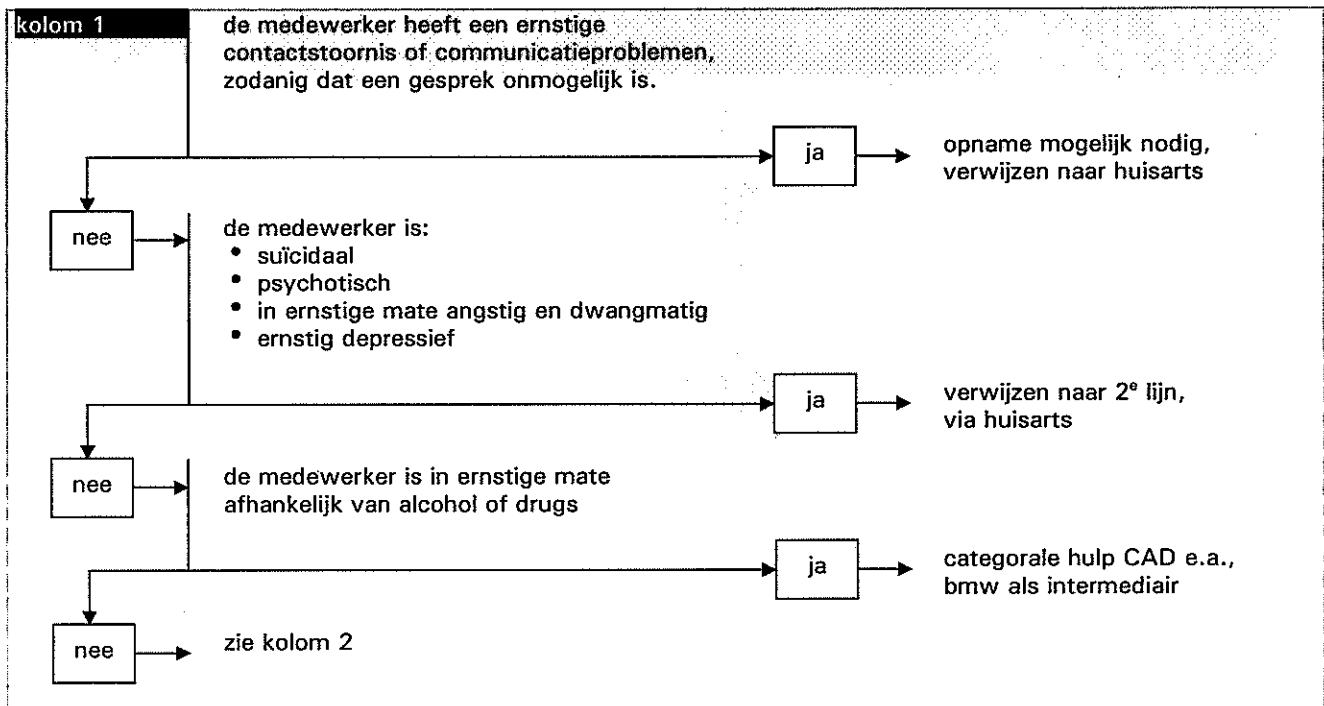 kolom 1
de medewerker heeft een ernstige
contactstoornis of communicatieproblemen,
zodanig dat een gesprek onmogelijk is.
ja
opname mogelijk nodig,
verwijzen naar huisarts
nee
de medewerker is:
• suïcidaal
• psychotisch
• in ernstige mate angstig en dwangmatig
• ernstig depressief
ja
verwijzen naar 2e lijn,
via huisarts
nee
de medewerker is in ernstige mate
afhankelijk van alcohol of drugs
ja
categorale hulp CAD e.a.,
bmw als intermediair
nee
zie kolom 2